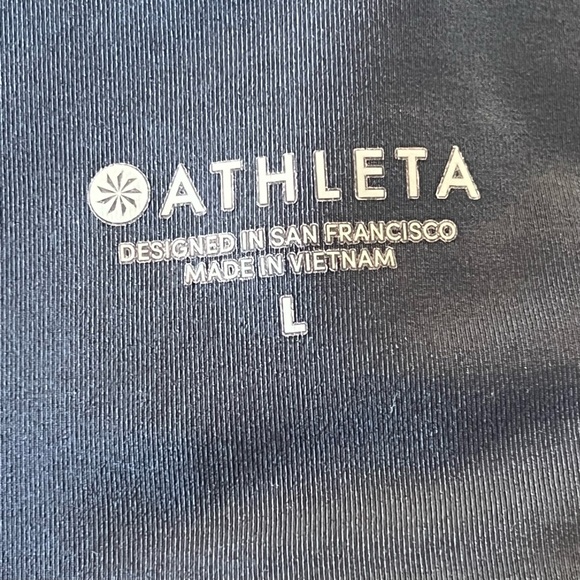 ATHLETA
DESIGNED IN SAN FRANCISCO
MADE IN VIETNAM
L